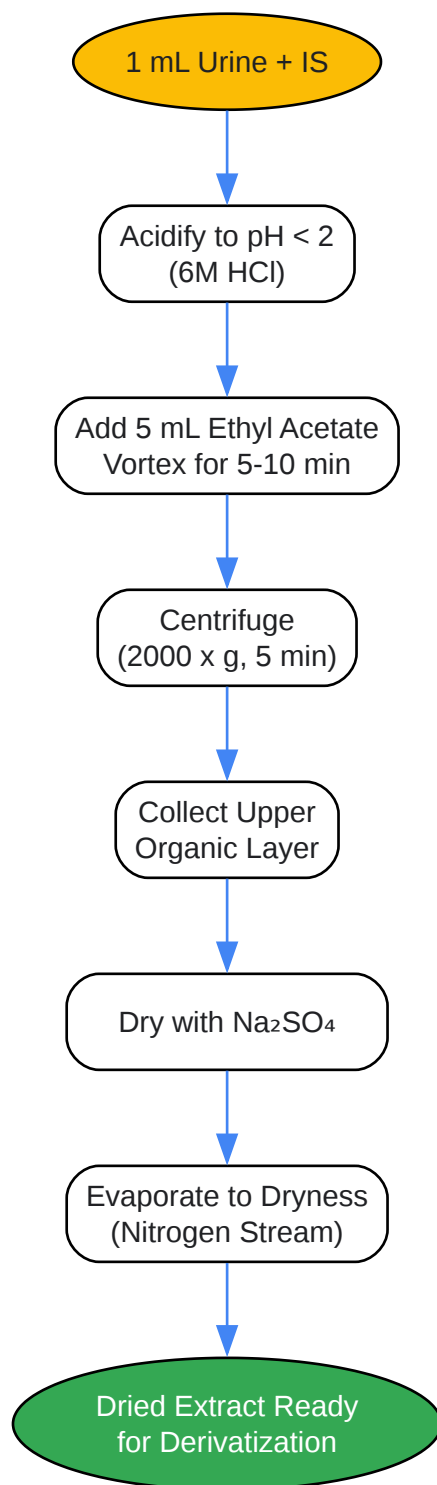 1 mL Urine + IS
Acidify to pH < 2
(6M HCl)
Add 5 mL Ethyl Acetate
Vortex for 5-10 min
Centrifuge
(2000 x g, 5 min)
Collect Upper
Organic Layer
Dry with Na₂SO₄
Evaporate to Dryness
(Nitrogen Stream)
Dried Extract Ready
for Derivatization